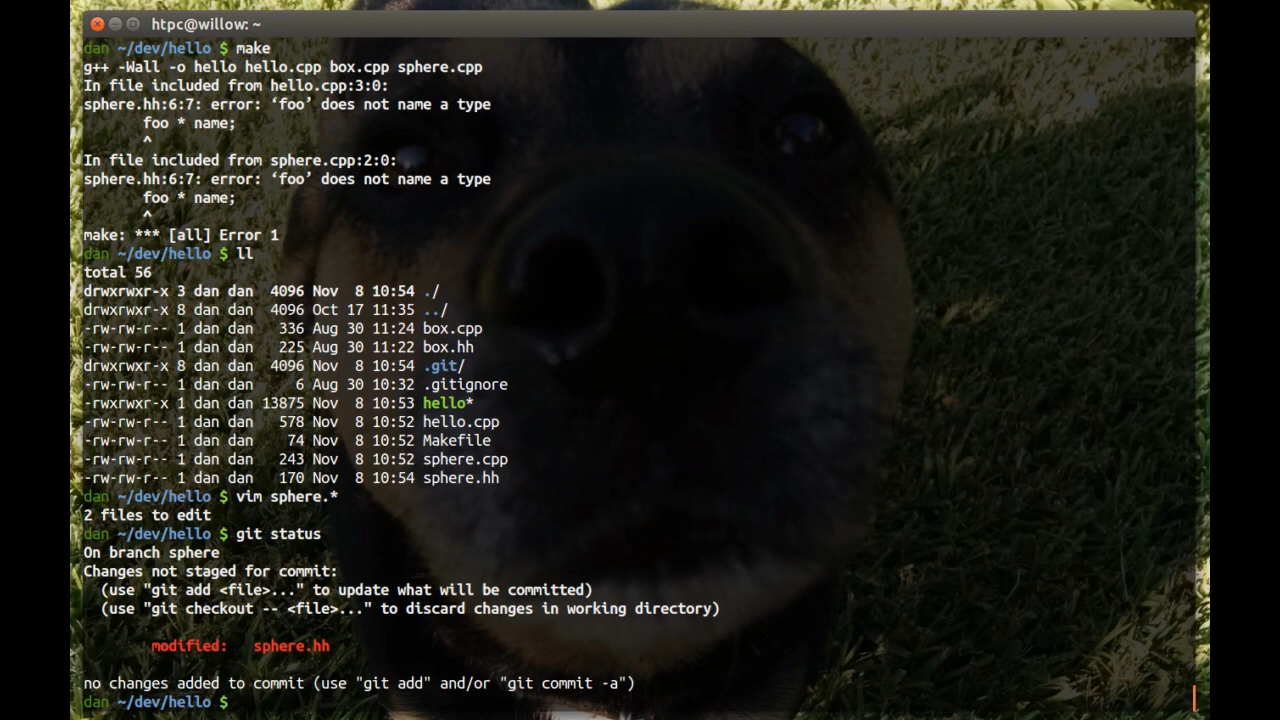 htpc@willow: ~
dan ~/dev/hello $ make
g++ -Wall -o hello hello.cpp box.cpp sphere.cpp
In file included from hello.cpp:3:0:
sphere.hh:6:7: error: ‘foo’ does not name a type
       foo * name;
       ^
In file included from sphere.cpp:2:0:
sphere.hh:6:7: error: ‘foo’ does not name a type
       foo * name;
       ^
make: *** [all] Error 1
dan ~/dev/hello $ ll
total 56
drwxrwxr-x 3 dan dan  4096 Nov  8 10:54 ./
drwxrwxr-x 8 dan dan  4096 Oct 17 11:35 ../
-rw-rw-r-- 1 dan dan   336 Aug 30 11:24 box.cpp
-rw-rw-r-- 1 dan dan   225 Aug 30 11:22 box.hh
drwxrwxr-x 8 dan dan  4096 Nov  8 10:54 .git/
-rw-rw-r-- 1 dan dan     6 Aug 30 10:32 .gitignore
-rwxrwxr-x 1 dan dan 13875 Nov  8 10:53 hello*
-rw-rw-r-- 1 dan dan   578 Nov  8 10:52 hello.cpp
-rw-rw-r-- 1 dan dan    74 Nov  8 10:52 Makefile
-rw-rw-r-- 1 dan dan   243 Nov  8 10:52 sphere.cpp
-rw-rw-r-- 1 dan dan   170 Nov  8 10:54 sphere.hh
dan ~/dev/hello $ vim sphere.*
2 files to edit
dan ~/dev/hello $ git status
On branch sphere
Changes not staged for commit:
  (use "git add <file>..." to update what will be committed)
  (use "git checkout -- <file>..." to discard changes in working directory)
        modified:   sphere.hh
no changes added to commit (use "git add" and/or "git commit -a")
dan ~/dev/hello $